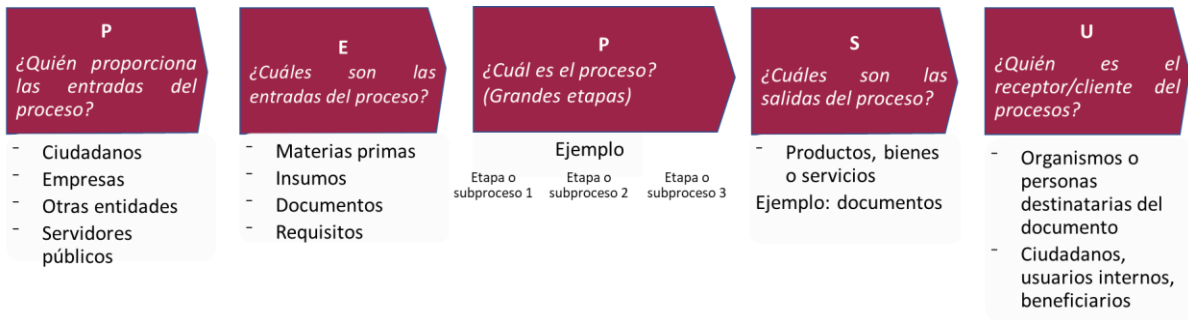 P
¿Quién proporciona
las entradas del
proceso?
- Ciudadanos
- Empresas
- Otras entidades
- Servidores
públicos
E
¿Cuáles son las
entradas del proceso?
- Materias primas
- Insumos
- Documentos
- Requisitos
P
¿Cuál es el proceso?
(Grandes etapas)
Ejemplo
Etapa o
subproceso 1
Etapa o
subproceso 2
Etapa o
subproceso 3
S
¿Cuáles son las
salidas del proceso?
- Productos, bienes
o servicios
Ejemplo: documentos
U
¿Quién es el
receptor/cliente del
procesos?
- Organismos o
personas
destinatarias del
documento
- Ciudadanos,
usuarios internos,
beneficiarios